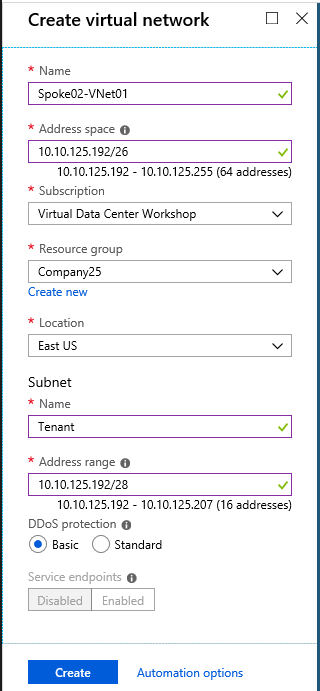 Create virtual network
* Name
Spoke02-VNet01
* Address space
10.10.125.192/26
10.10.125.192 - 10.10.125.255 (64 addresses)
* Subscription
Virtual Data Center Workshop
* Resource group
Company25
Create new
* Location
East US
Subnet
* Name
Tenant
* Address range
10.10.125.192/28
10.10.125.192 - 10.10.125.207 (16 addresses)
DDoS protection
Basic Standard
Service endpoints
Disabled Enabled
Create Automation options